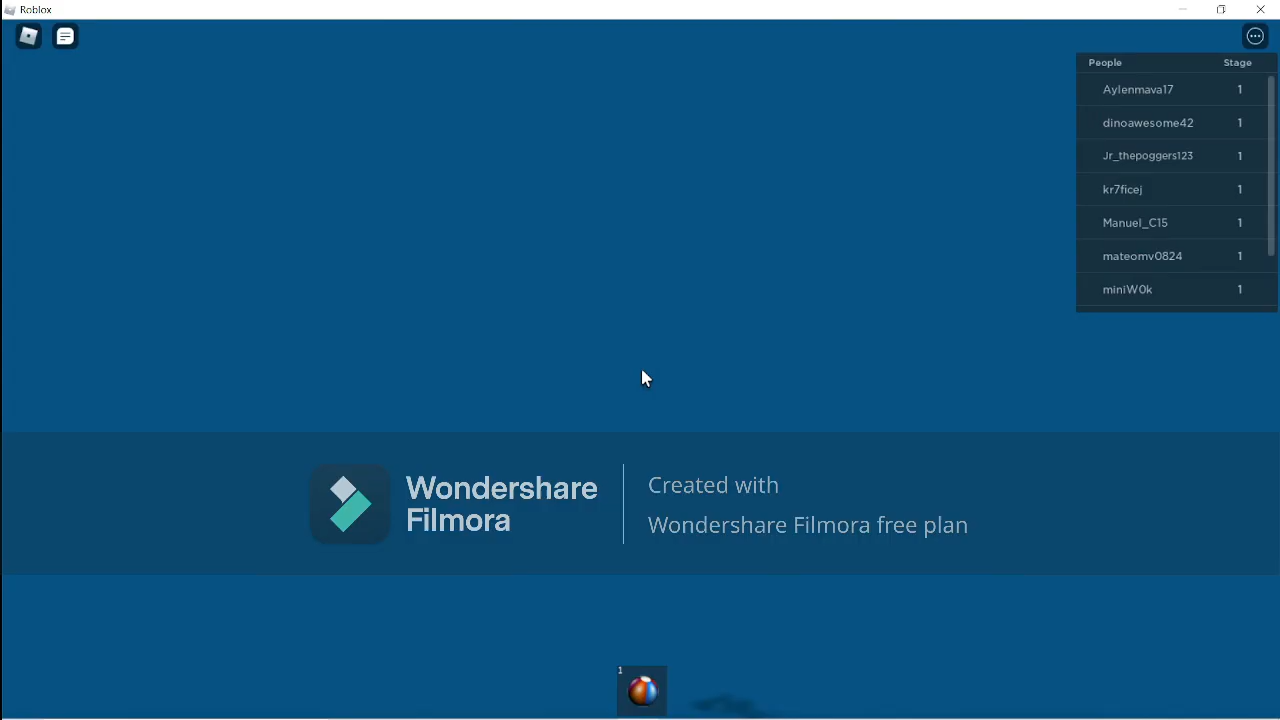 Roblox
People Stage
Aylenmava17 1
dinoawesome42 1
Jr_thepoggers123 1
kr7ficej 1
Manuel_C15 1
mateomv0824 1
miniW0k 1
Wondershare
Filmora
Created with
Wondershare Filmora free plan
1